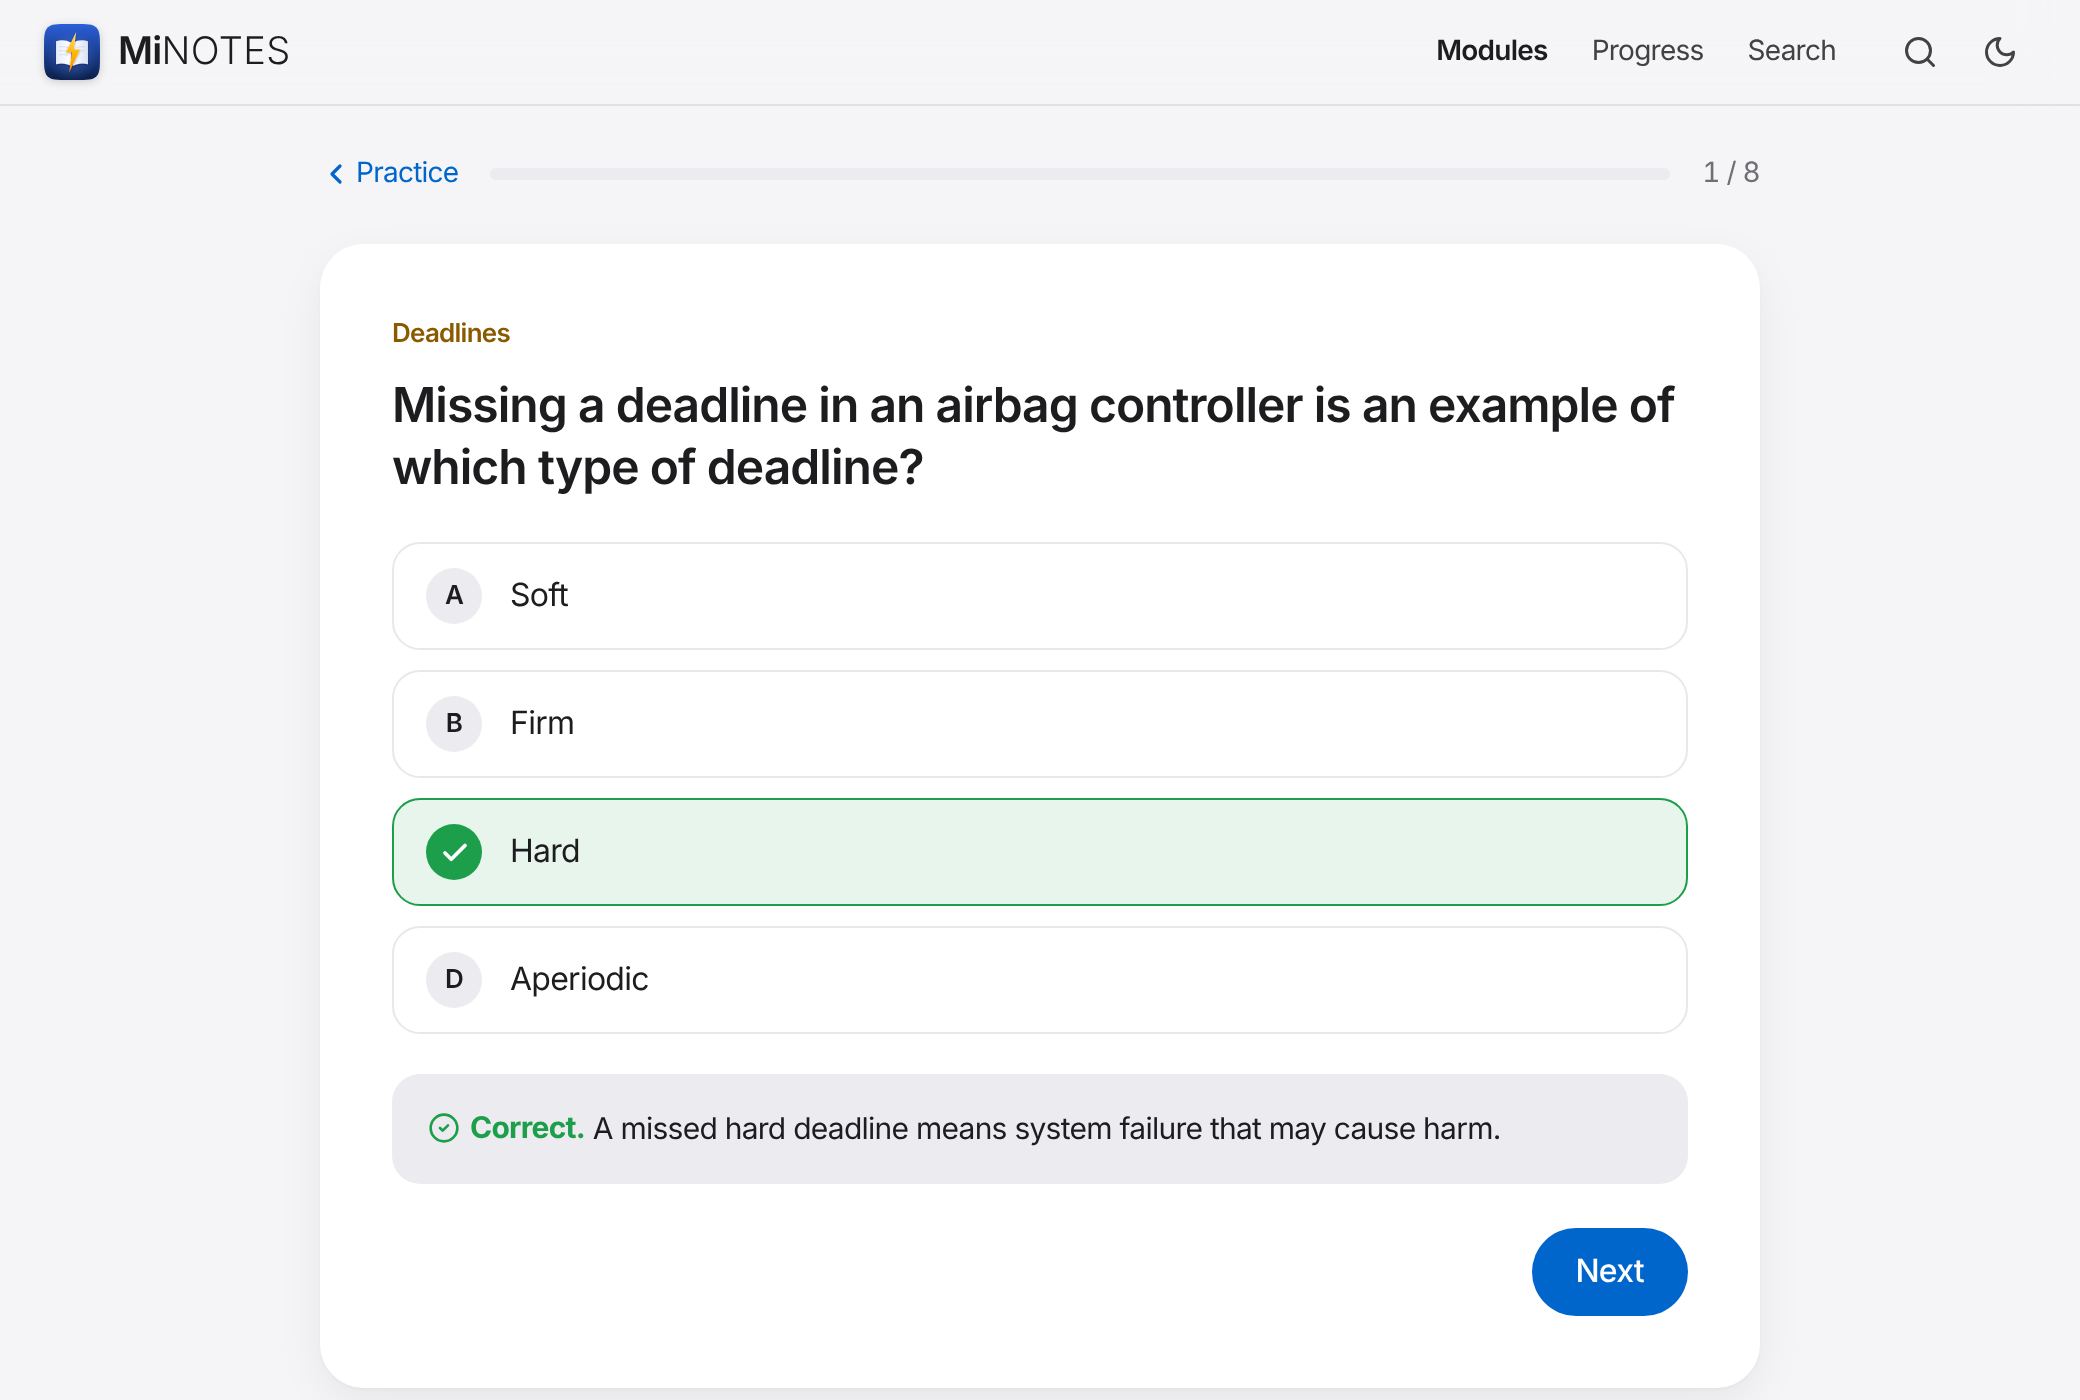 MiNOTES
Modules
Progress
Search
Practice
1 / 8
Deadlines
Missing a deadline in an airbag controller is an example of
which type of deadline?
A Soft
B Firm
Hard
D Aperiodic
Correct. A missed hard deadline means system failure that may cause harm.
Next